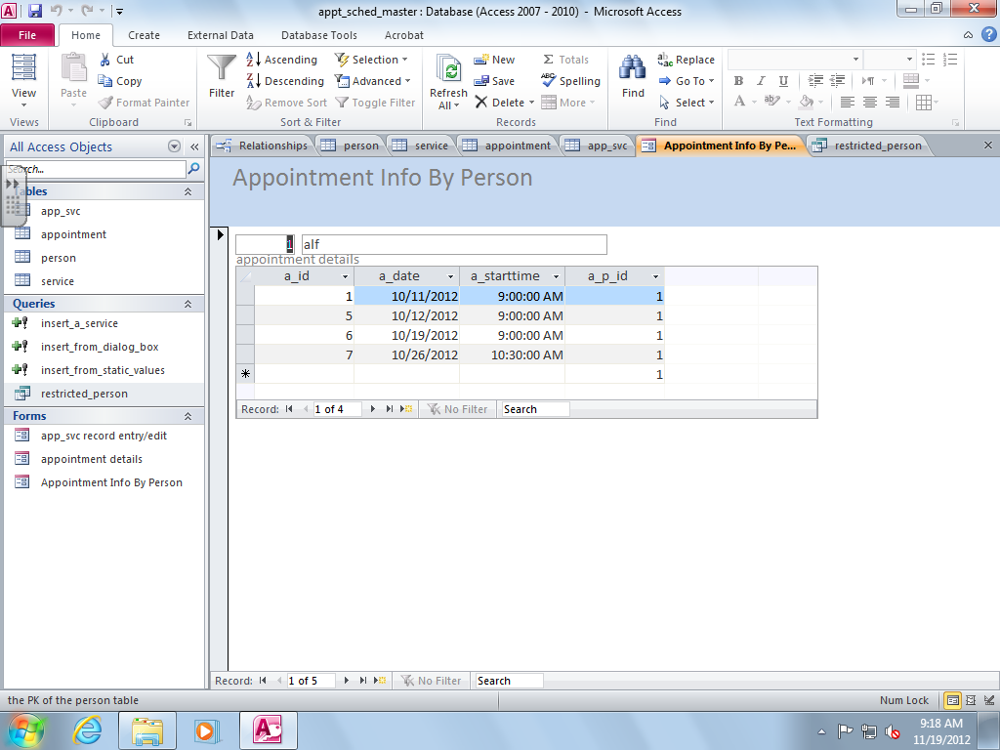 appt_sched_master : Database (Access 2007 - 2010) - Microsoft Access
File Home Create External Data Database Tools Acrobat
View
Views
Paste
Cut
Copy
Format Painter
Clipboard
Filter
Ascending
Descending
Remove Sort
Selection
Advanced
Toggle Filter
Sort & Filter
Refresh
All
New
Save
Delete
Totals
Spelling
More
Records
Find
Replace
Go To
Select
Find
B I U
A
Text Formatting
All Access Objects
Search...
Tables
app_svc
appointment
person
service
Queries
insert_a_service
insert_from_dialog_box
insert_from_static_values
restricted_person
Forms
app_svc record entry/edit
appointment details
Appointment Info By Person
Relationships person service appointment app_svc Appointment Info By Pe... restricted_person
Appointment Info By Person
1 alf
appointment details
a_id a_date a_starttime a_p_id
1 10/11/2012 9:00:00 AM 1
5 10/12/2012 9:00:00 AM 1
6 10/19/2012 9:00:00 AM 1
7 10/26/2012 10:30:00 AM 1
1
Record: 1 of 4 No Filter Search
Record: 1 of 5 No Filter Search
the PK of the person table Num Lock
9:18 AM
11/19/2012